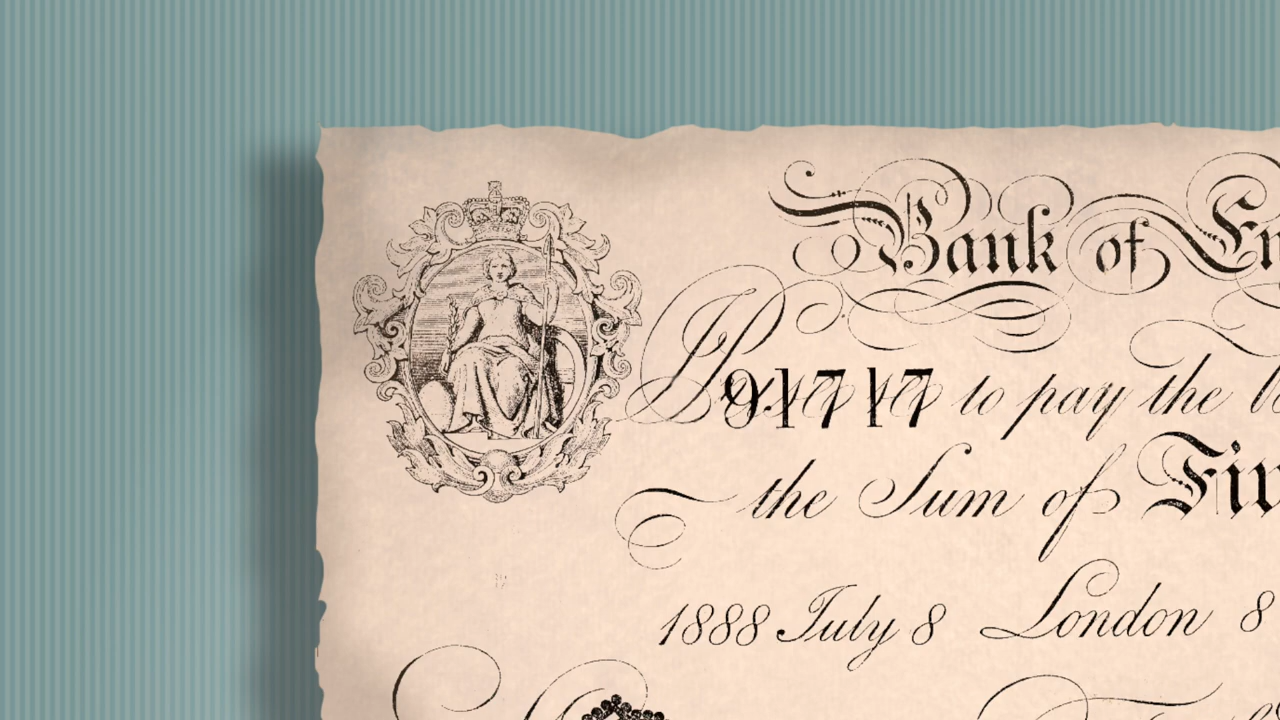 Bank of En
91717 to pay the b
the Sum of Fiv
1888 July 8 London 8